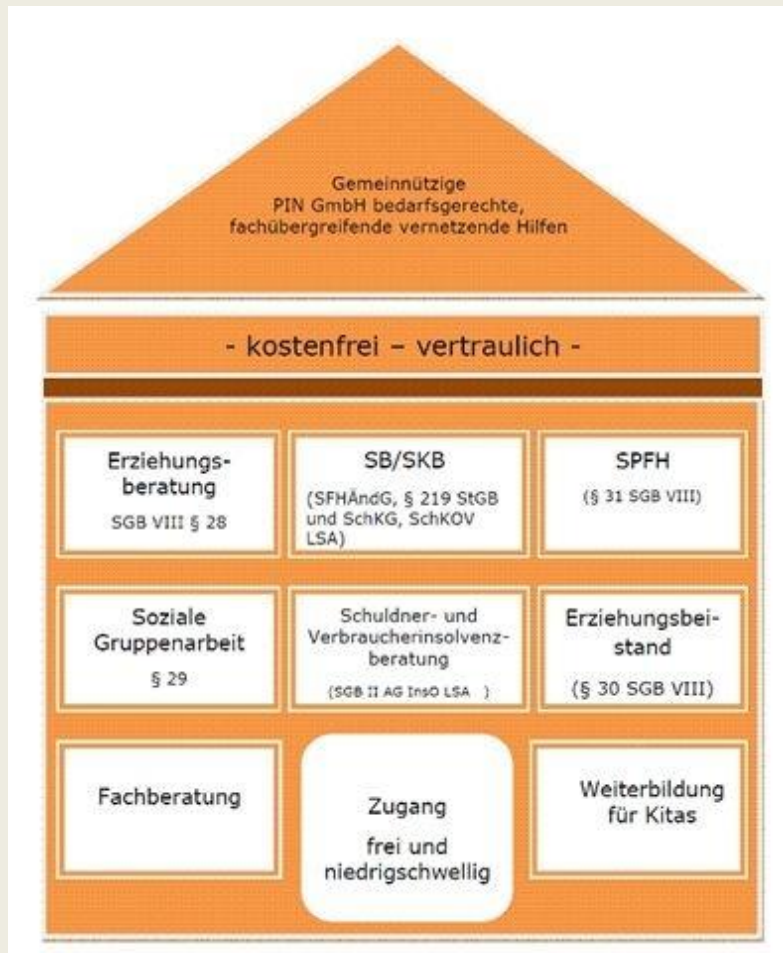 Gemeinnützige
PIN GmbH bedarfsgerechte,
fachübergreifende vernetzende Hilfen
- kostenfrei – vertraulich -
Erziehungs-
beratung
SGB VIII § 28
SB/SKB
(SFHÄndG, § 219 StGB
und SchKG, SchKOV
LSA)
SPFH
(§ 31 SGB VIII)
Soziale
Gruppenarbeit
§ 29
Schuldner- und
Verbraucherinsolvenz-
beratung
(SGB II AG InsO LSA )
Erziehungsbei-
stand
(§ 30 SGB VIII)
Fachberatung
Zugang
frei und
niedrigschwellig
Weiterbildung
für Kitas